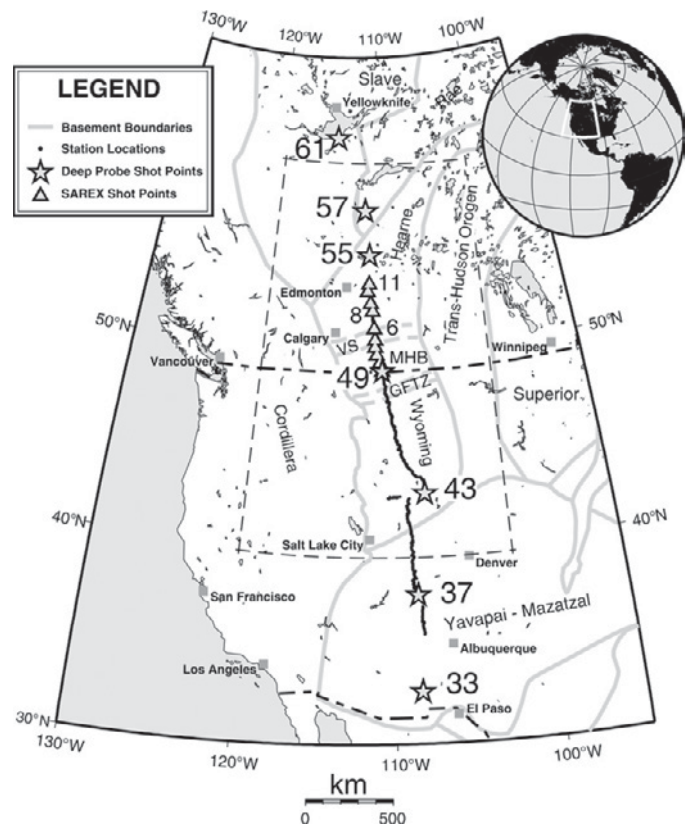 130°W
120°W
110°W
100°W
LEGEND
Basement Boundaries
Station Locations
Deep Probe Shot Points
SAREX Shot Points
Slave
Yellowknife
Rae
61
57
Hearne
Trans-Hudson Orogen
55
11
Edmonton
8
6
50°N
Calgary
VS
50°N
Winnipeg
MHB
Vancouver
49
GFTZ
Wyoming
Superior
Cordillera
43
40°N
40°N
Salt Lake City
Denver
37
San Francisco
Yavapai - Mazatzal
Albuquerque
Los Angeles
33
El Paso
30°N
130°W
120°W
110°W
100°W
km
0
500